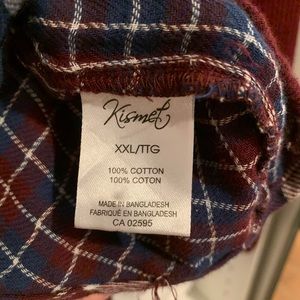 Kismet
XXL/TTG
100% COTTON
100% COTON
MADE IN BANGLADESH
FABRIQUÉ EN BANGLADESH
CA 02595